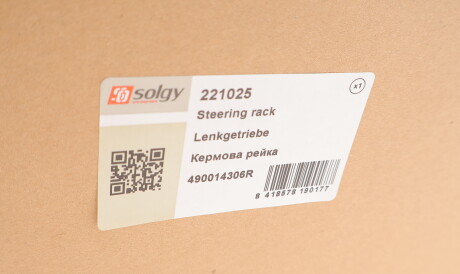 solgy
221025
x1
Steering rack
Lenkgetriebe
Кермова рейка
490014306R
8 418578 190177